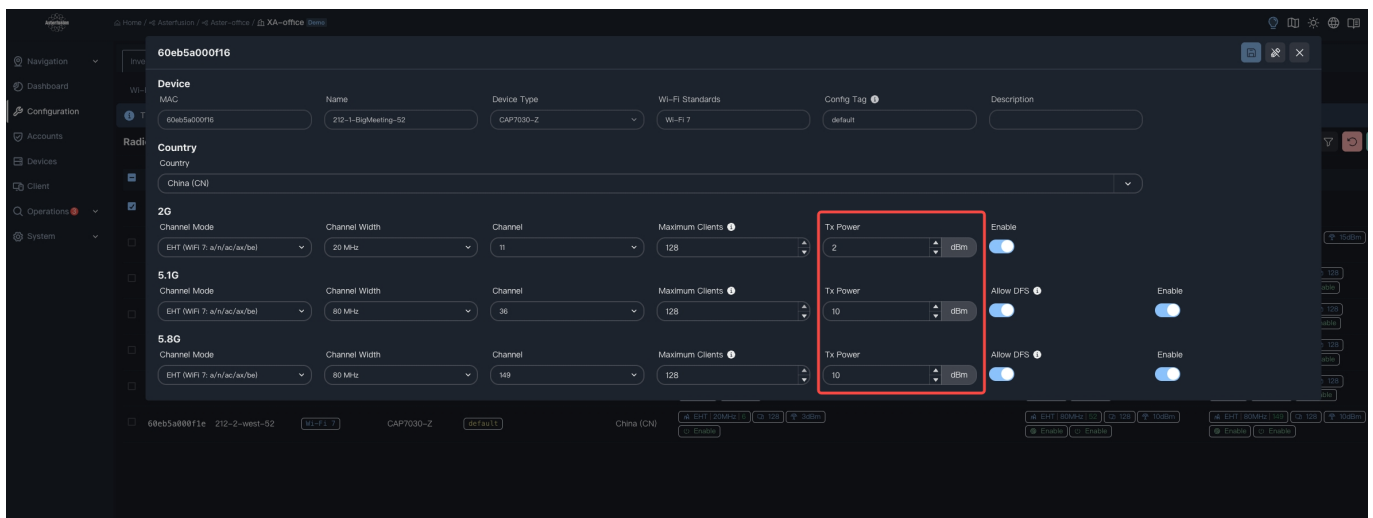 Asterfusion
Home / Asterfusion / Aster-office / XA-office Demo
Navigation
Dashboard
Configuration
Accounts
Devices
Client
Operations 3
System
Inve
Wi-
Radi
60eb5a000f16
Device
MAC
Name
Device Type
Wi-Fi Standards
Config Tag
Description
60eb5a000f16
212-1-BigMeeting-52
CAP7030-Z
Wi-Fi 7
default
Country
Country
China (CN)
2G
Channel Mode
Channel Width
Channel
Maximum Clients
Tx Power
Enable
EHT (WiFi 7: a/n/ac/ax/be)
20 MHz
11
128
2
dBm
15dBm
5.1G
Channel Mode
Channel Width
Channel
Maximum Clients
Tx Power
Allow DFS
Enable
EHT (WiFi 7: a/n/ac/ax/be)
80 MHz
36
128
10
dBm
5.8G
Channel Mode
Channel Width
Channel
Maximum Clients
Tx Power
Allow DFS
Enable
EHT (WiFi 7: a/n/ac/ax/be)
80 MHz
149
128
10
dBm
60eb5a000f1e 212-2-west-52 Wi-Fi 7 CAP7030-Z default China (CN) EHT | 20MHz | 6 128 3dBm EHT | 80MHz | 52 128 10dBm EHT | 80MHz | 149 128 10dBm
Enable Enable Enable Enable Enable